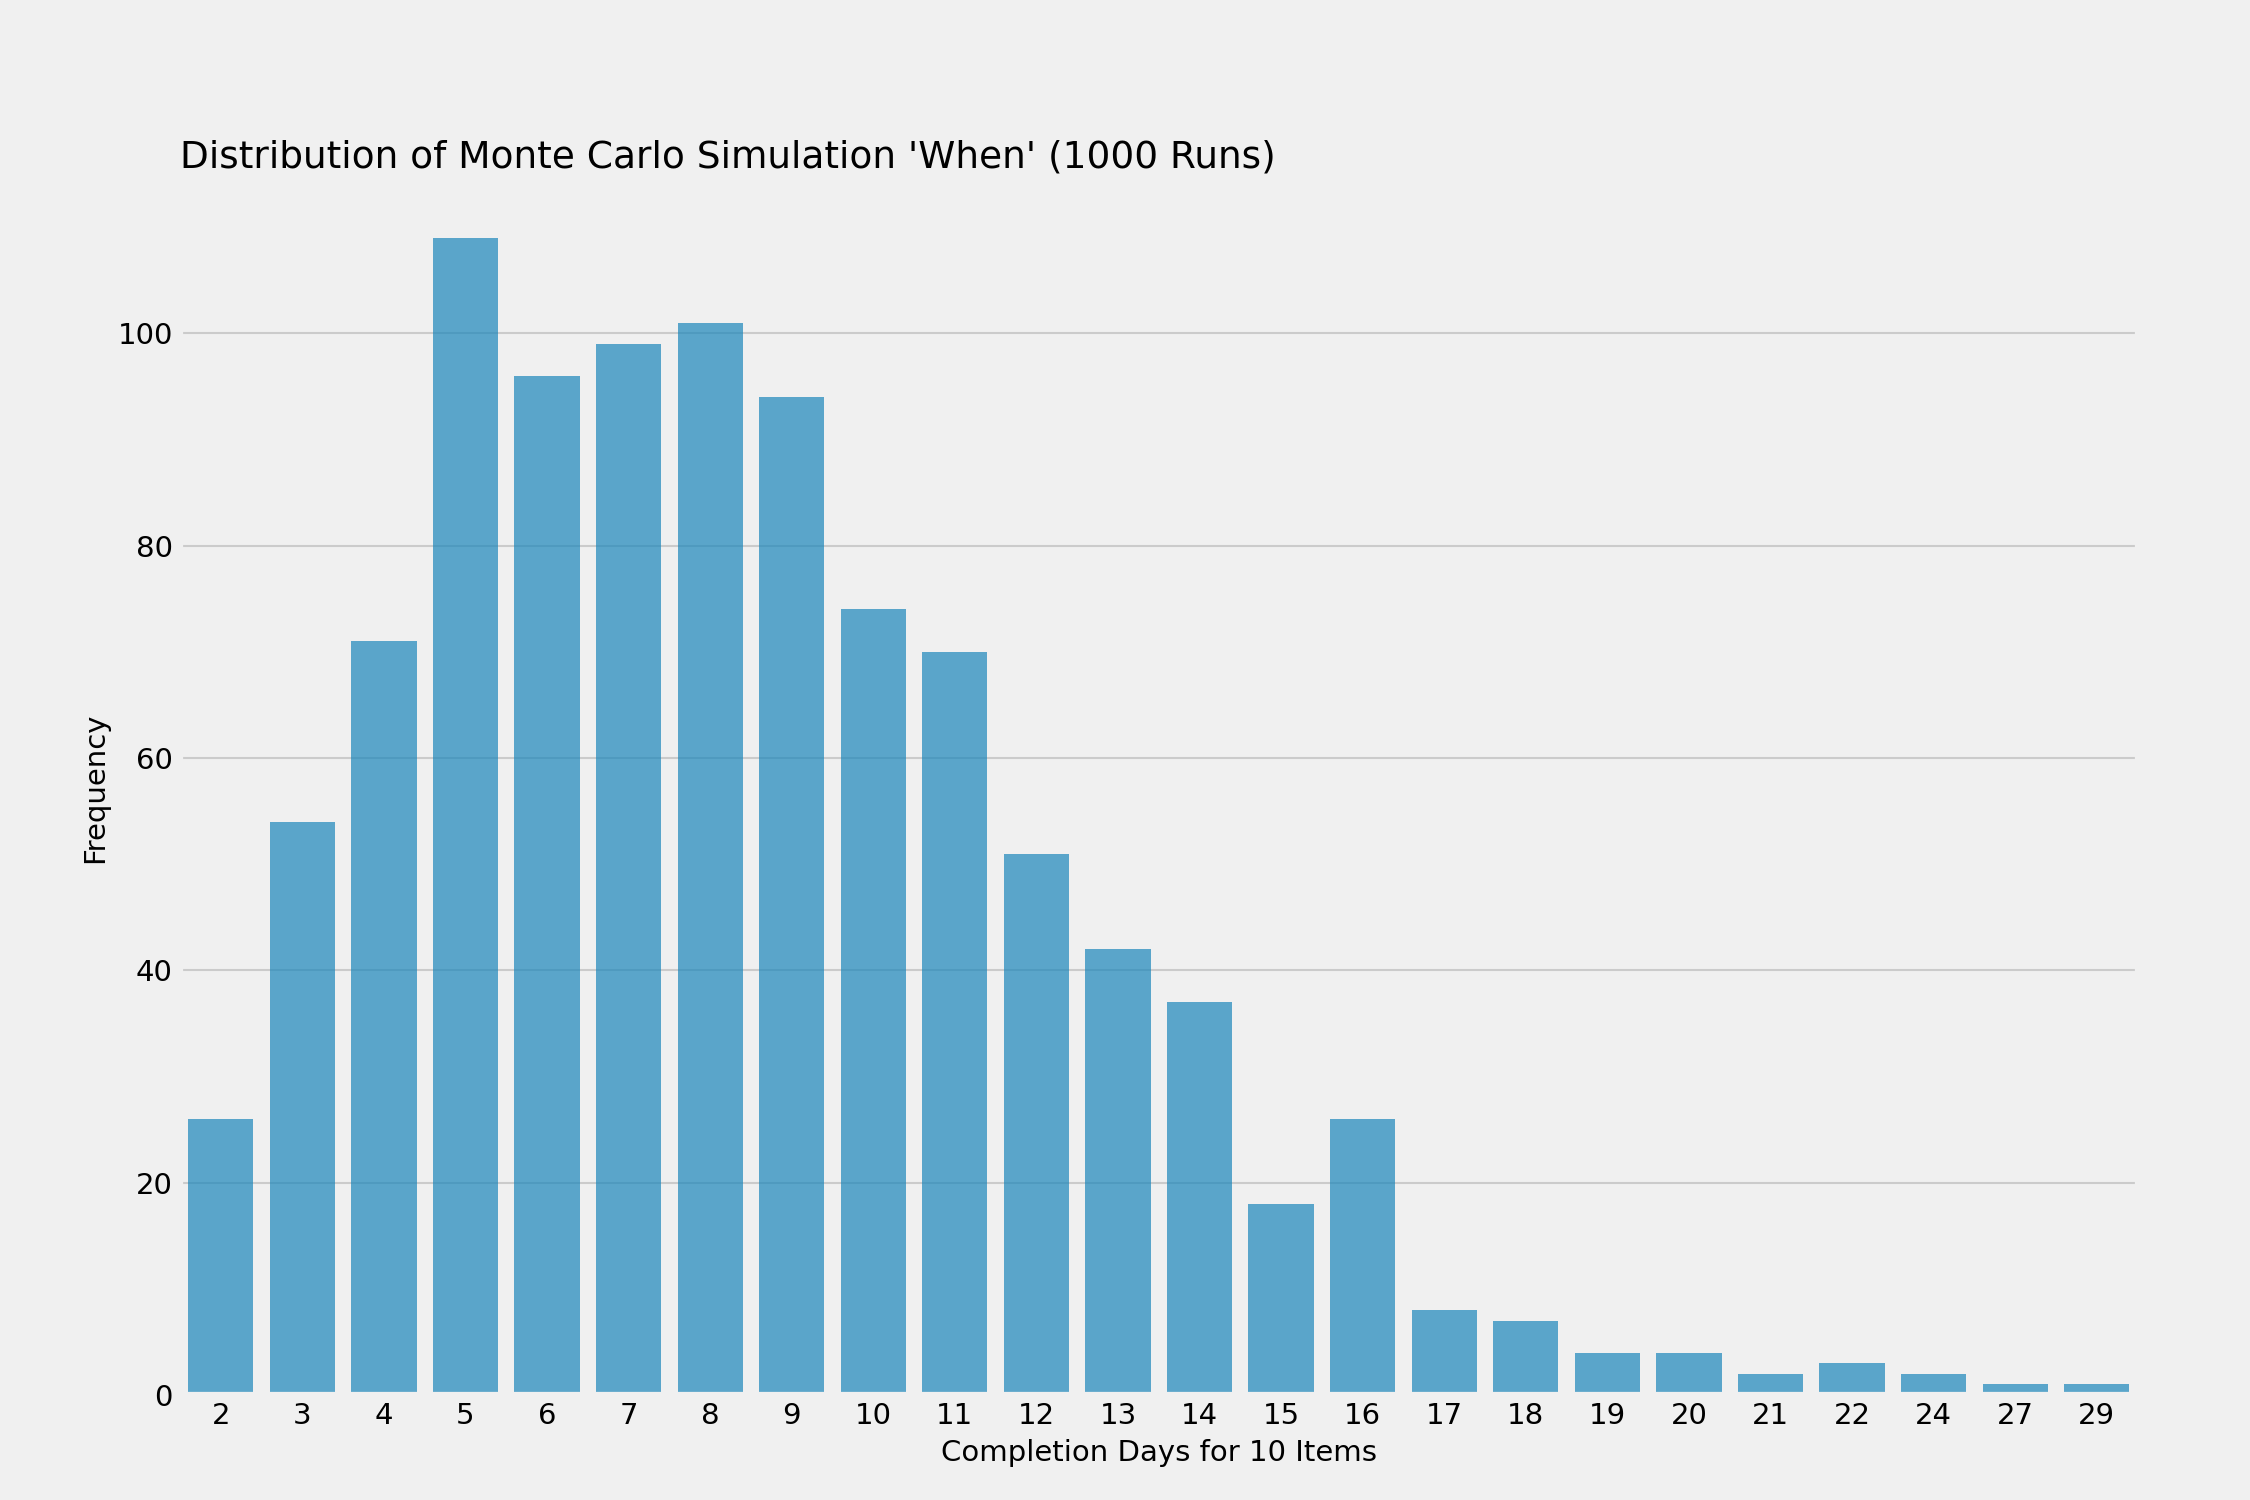 Distribution of Monte Carlo Simulation 'When' (1000 Runs)
100
80
60
40
20
0
Frequency
2 3 4 5 6 7 8 9 10 11 12 13 14 15 16 17 18 19 20 21 22 24 27 29
Completion Days for 10 Items